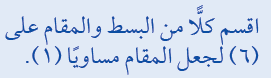 اقسم كلًّا من البسط والمقام على
(٦) لجعل المقام مساويًا (١).